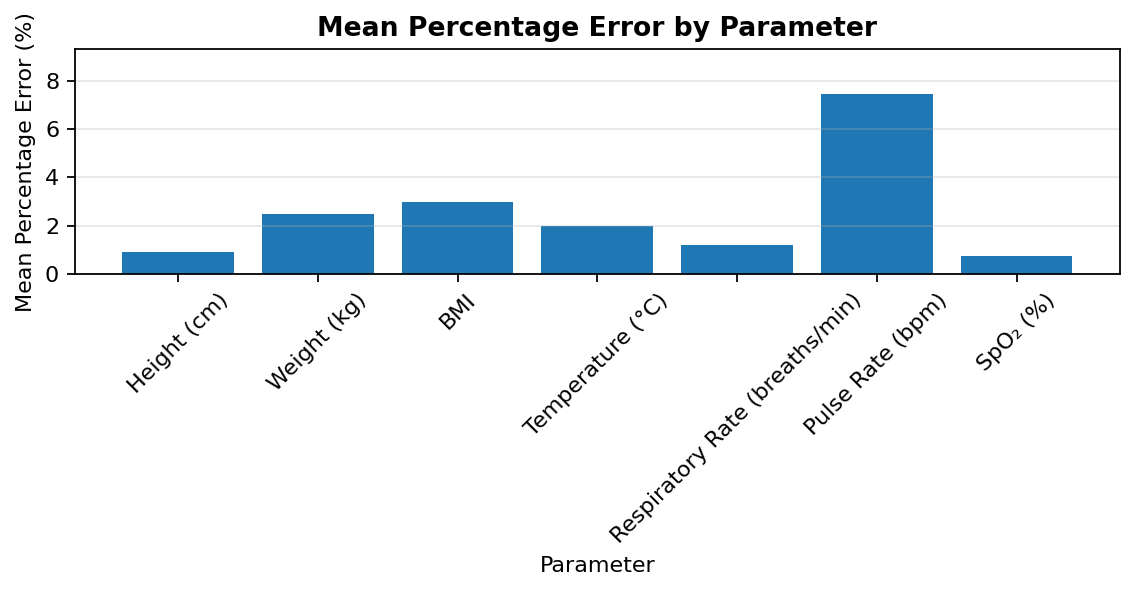 Mean Percentage Error by Parameter
Mean Percentage Error (%)
8
6
4
2
0
Height (cm)
Weight (kg)
BMI
Temperature (°C)
Respiratory Rate (breaths/min)
Pulse Rate (bpm)
SpO₂ (%)
Parameter